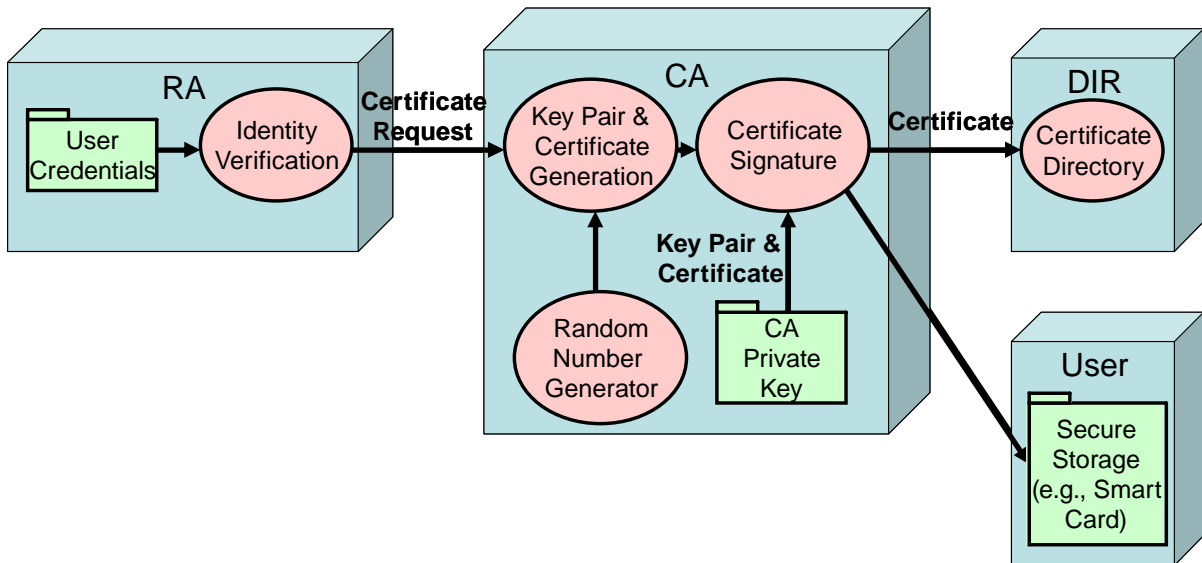 RA
User
Credentials
Identity
Verification
Certificate
Request
CA
Key Pair &
Certificate
Generation
Certificate
Signature
Key Pair &
Certificate
Random
Number
Generator
CA
Private
Key
Certificate
DIR
Certificate
Directory
User
Secure
Storage
(e.g., Smart
Card)